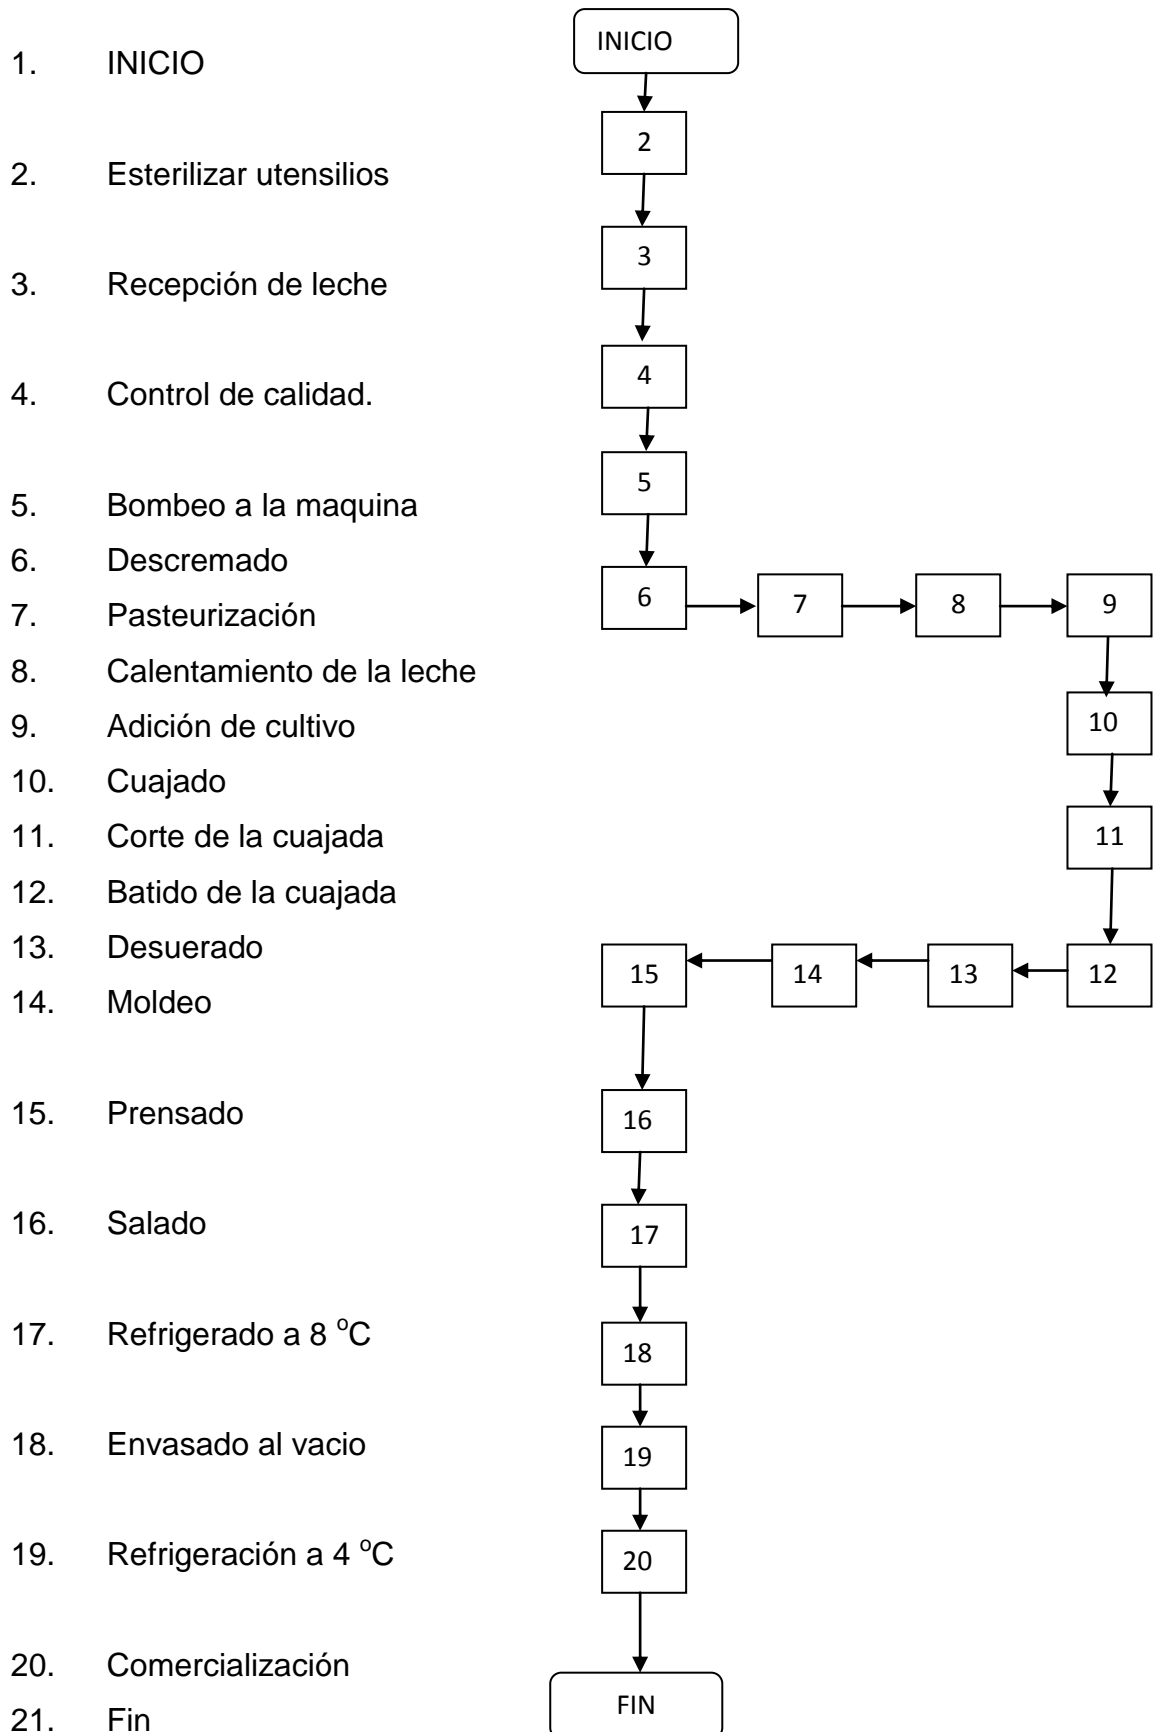 1. INICIO
2. Esterilizar utensilios
3. Recepción de leche
4. Control de calidad.
5. Bombeo a la maquina
6. Descremado
7. Pasteurización
8. Calentamiento de la leche
9. Adición de cultivo
10. Cuajado
11. Corte de la cuajada
12. Batido de la cuajada
13. Desuerado
14. Moldeo
15. Prensado
16. Salado
17. Refrigerado a 8 ºC
18. Envasado al vacio
19. Refrigeración a 4 ºC
20. Comercialización
21. Fin
INICIO
2
3
4
5
6 7 8 9
10
11
15 14 13 12
16
17
18
19
20
FIN